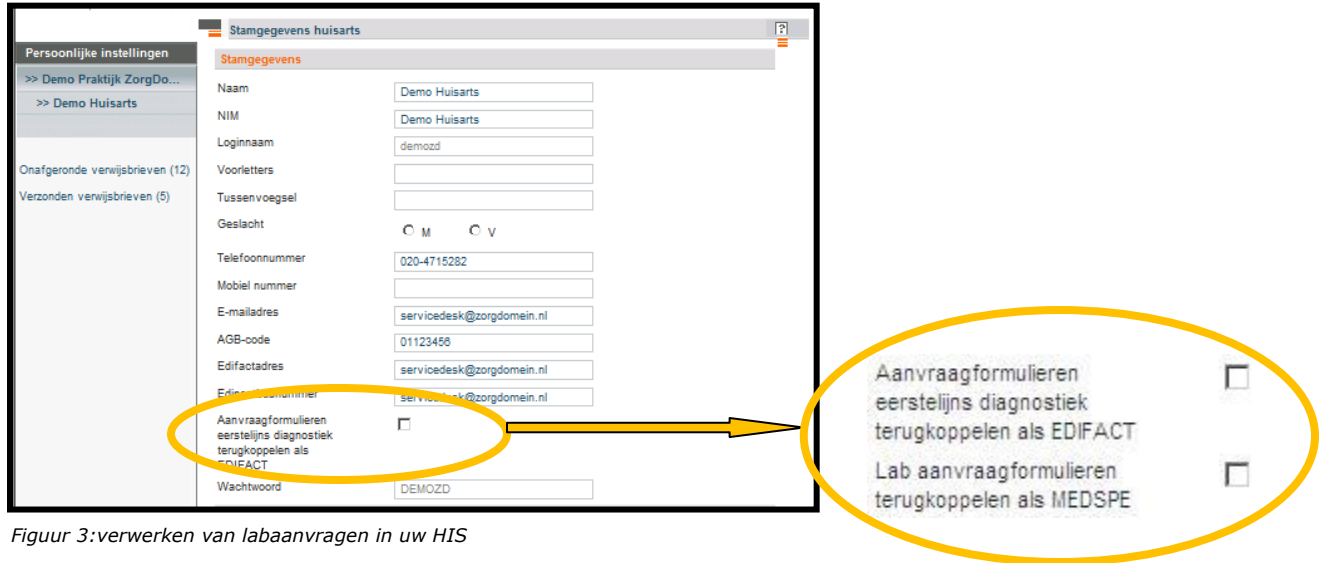 Stamgegevens huisarts
?
Persoonlijke instellingen
>> Demo Praktijk ZorgDo...
>> Demo Huisarts
Onafgeronde verwijsbrieven (12)
Verzonden verwijsbrieven (5)
Stamgegevens
Naam Demo Huisarts
NIM Demo Huisarts
Loginnaam demozd
Voorletters
Tussenvoegsel
Geslacht M V
Telefoonnummer 020-4715282
Mobiel nummer
E-mailadres servicedesk@zorgdomein.nl
AGB-code 01123456
Edifactadres servicedesk@zorgdomein.nl
servicedesk@zorgdomein.nl
Aanvraagformulieren
eerstelijns diagnostiek
terugkoppelen als
EDIFACT
Wachtwoord DEMOZD
Aanvraagformulieren
eerstelijns diagnostiek
terugkoppelen als EDIFACT
Lab aanvraagformulieren
terugkoppelen als MEDSPE
Figuur 3:verwerken van labaanvragen in uw HIS